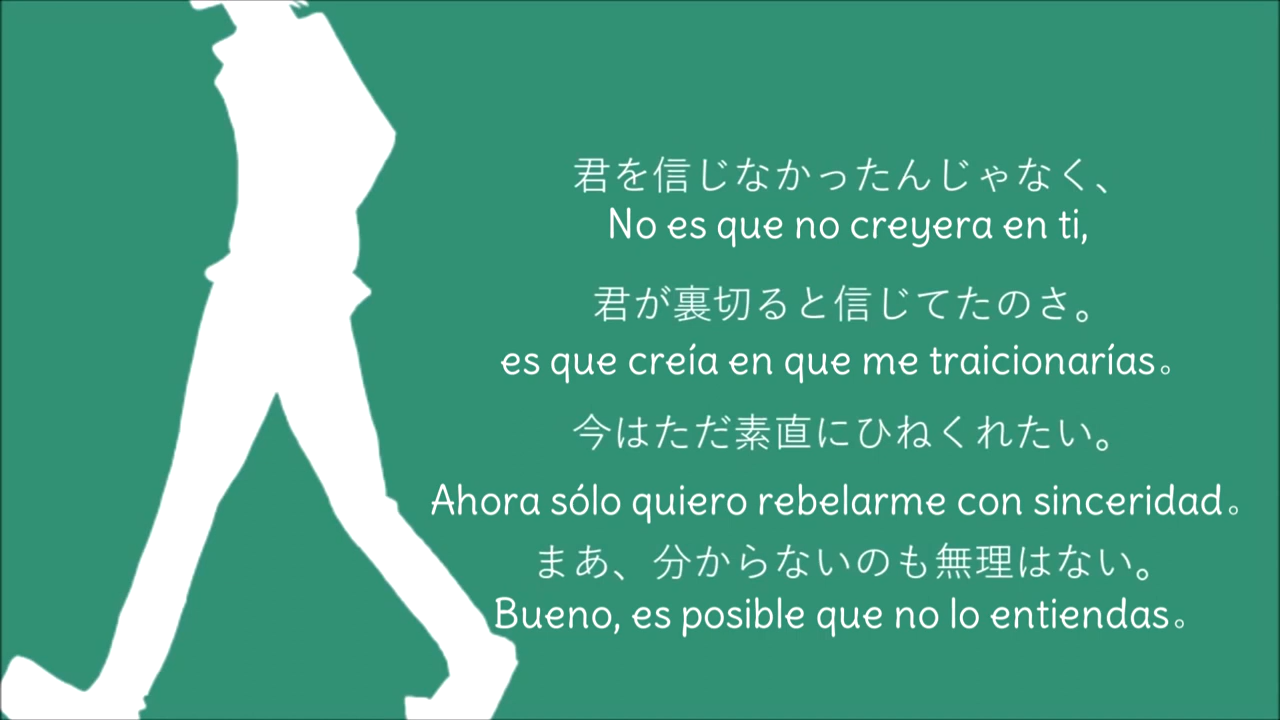 君を信じなかったんじゃなく、
No es que no creyera en ti,
君が裏切ると信じてたのさ。
es que creía en que me traicionarías。
今はただ素直にひねくれたい。
Ahora sólo quiero rebelarme con sinceridad。
まあ、分からないのも無理はない。
Bueno, es posible que no lo entiendas。